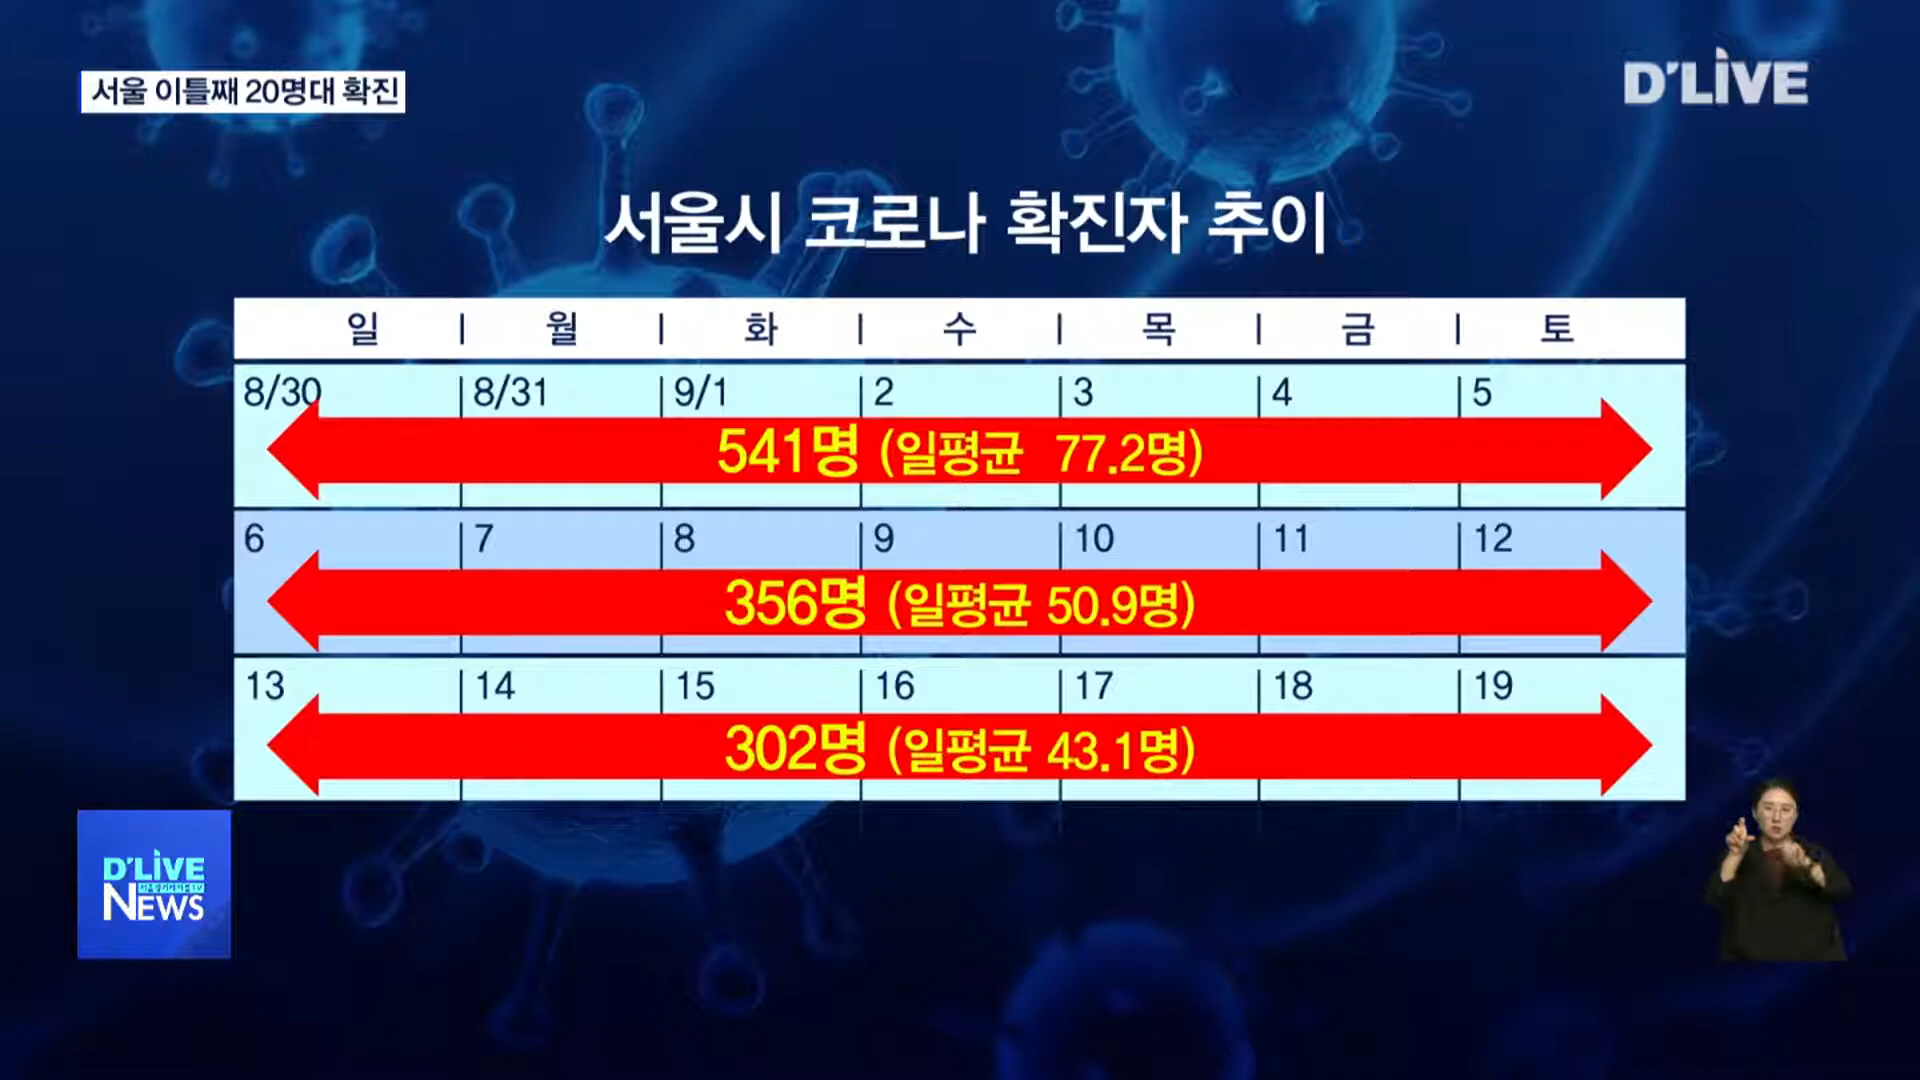 서울 이틀째 20명대 확진
D'LIVE
서울시 코로나 확진자 추이
일 | 월 | 화 | 수 | 목 | 금 | 토
8/30 8/31 9/1 2 3 4 5
541명 (일평균 77.2명)
6 7 8 9 10 11 12
356명 (일평균 50.9명)
13 14 15 16 17 18 19
302명 (일평균 43.1명)
D'LIVE
NEWS